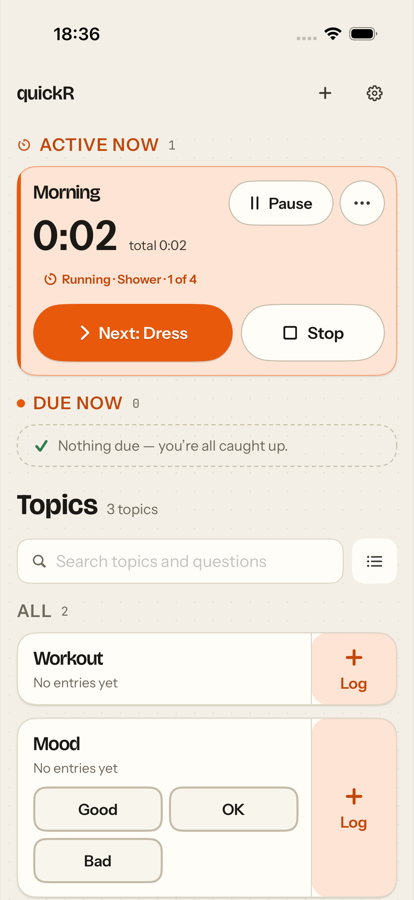 18:36
quickR
ACTIVE NOW 1
Morning
Pause
0:02 total 0:02
Running · Shower · 1 of 4
Next: Dress
Stop
DUE NOW 0
Nothing due — you’re all caught up.
Topics 3 topics
Search topics and questions
ALL 2
Workout
No entries yet
Log
Mood
No entries yet
Good
OK
Log
Bad